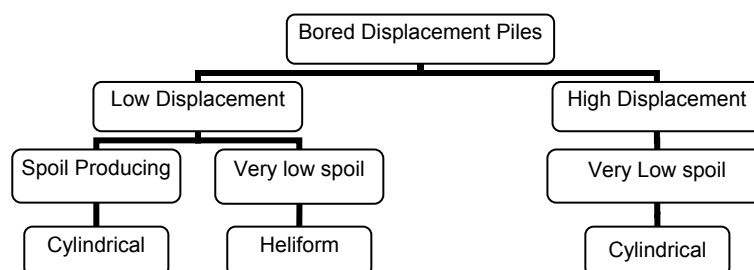 Bored Displacement Piles
Low Displacement
High Displacement
Spoil Producing
Very low spoil
Very Low spoil
Cylindrical
Heliform
Cylindrical